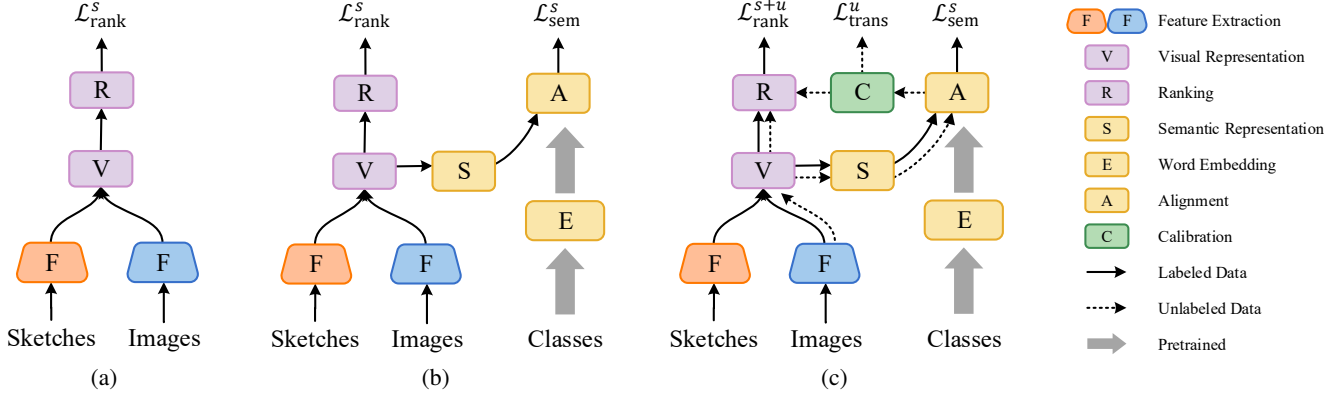 ℒ^s_rank
R
V
F F
Sketches Images
(a)
ℒ^s_rank ℒ^s_sem
R A
V S
E
F F
Sketches Images Classes
(b)
ℒ^{s+u}_rank ℒ^u_trans ℒ^s_sem
R C A
V S
E
F F
Sketches Images Classes
(c)
F F Feature Extraction
V Visual Representation
R Ranking
S Semantic Representation
E Word Embedding
A Alignment
C Calibration
Labeled Data
Unlabeled Data
Pretrained